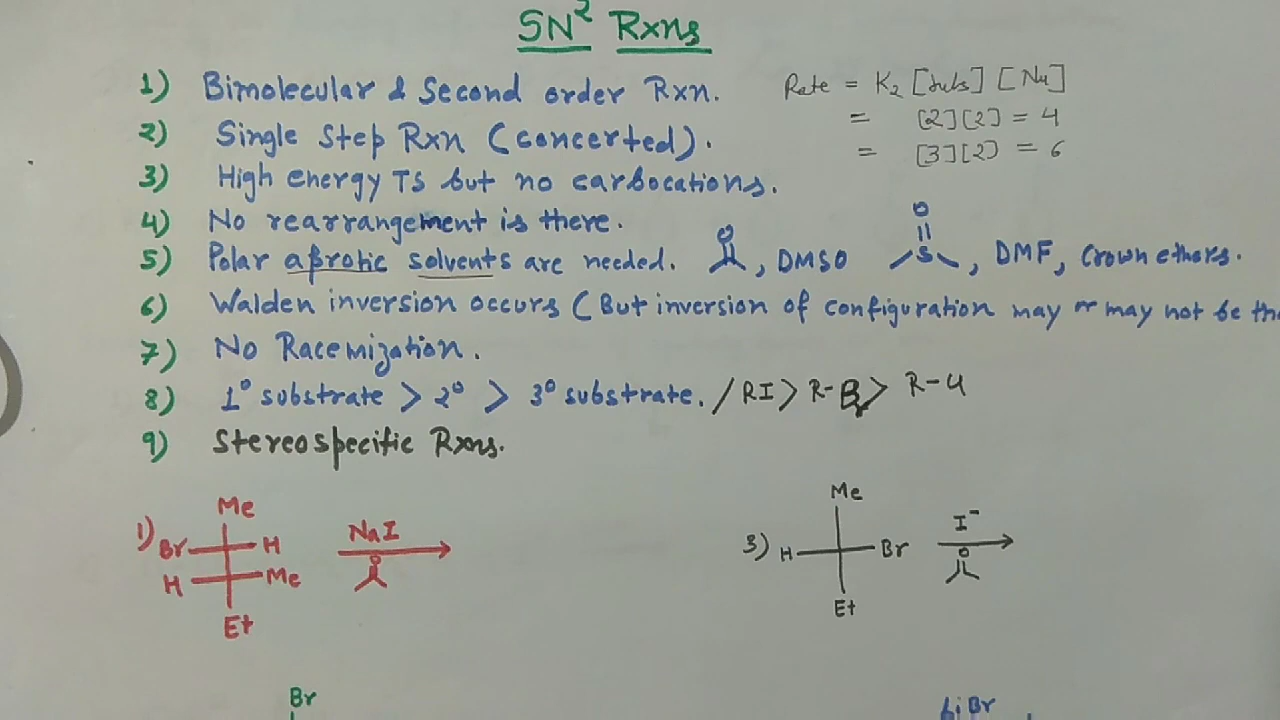 SN² Rxns
1) Bimolecular & Second order Rxn. Rate = K₂ [subs] [Nu]
= [2][2] = 4
2) Single Step Rxn (concerted).
= [3][2] = 6
3) High energy TS but no carbocations.
4) No rearrangement is there.
5) Polar aprotic solvents are needed. O, DMSO O S, DMF, Crown ethers.
6) Walden inversion occurs (But inversion of configuration may or may not be
7) No Racemization.
8) 1° substrate > 2° > 3° substrate. / RI > R-Br > R-Cl
9) Stereospecific Rxns.
1) Me
Br H
H Me
Et
NaI
O
3) Me
H Br
Et
I⁻
O
Br
6) Br